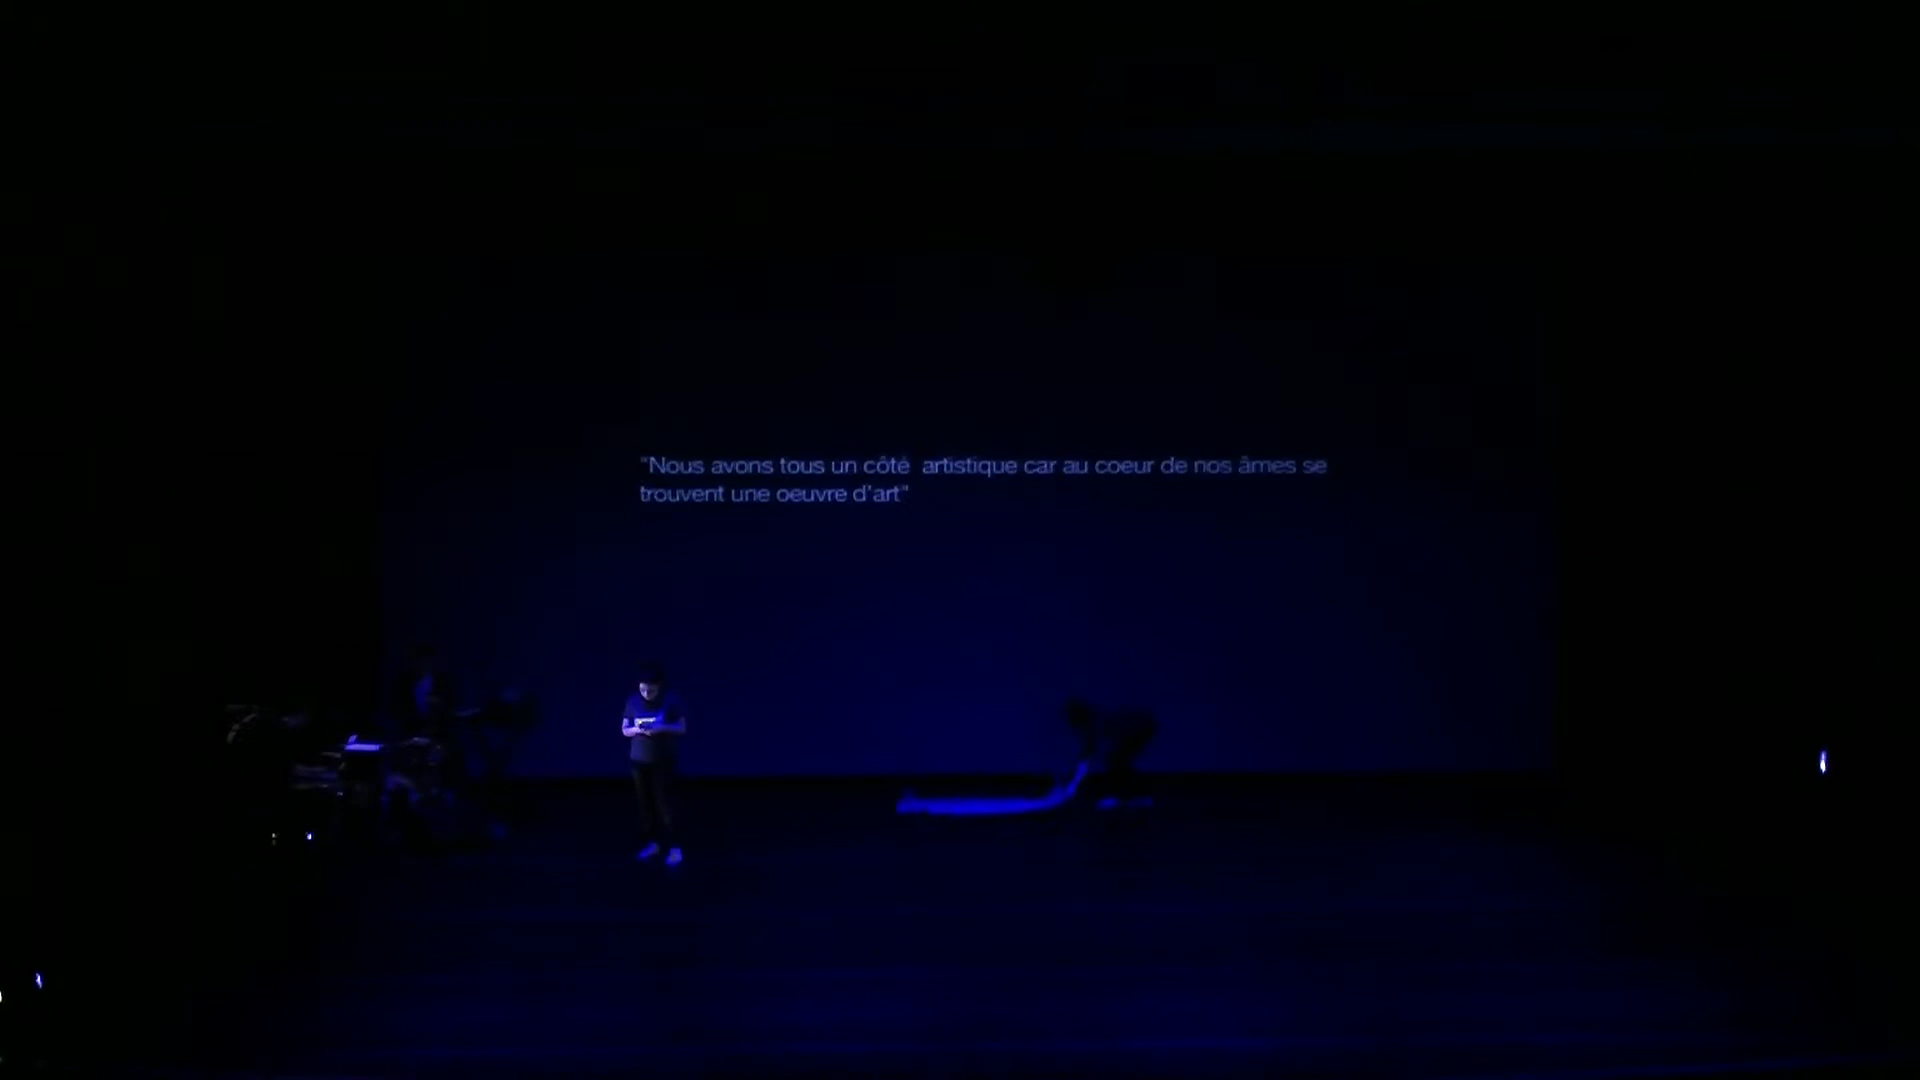 "Nous avons tous un côté  artistique car au coeur de nos âmes se
trouvent une oeuvre d'art"